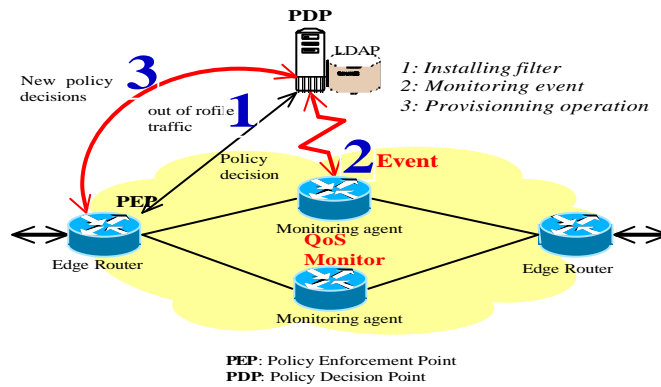 PDP
LDAP
3
New policy
decisions
1
out of rofile
traffic
1: Installing filter
2: Monitoring event
3: Provisionning operation
Policy
decision
2 Event
PEP
Monitoring agent
QoS
Monitor
Edge Router
Edge Router
Monitoring agent
PEP: Policy Enforcement Point
PDP: Policy Decision Point